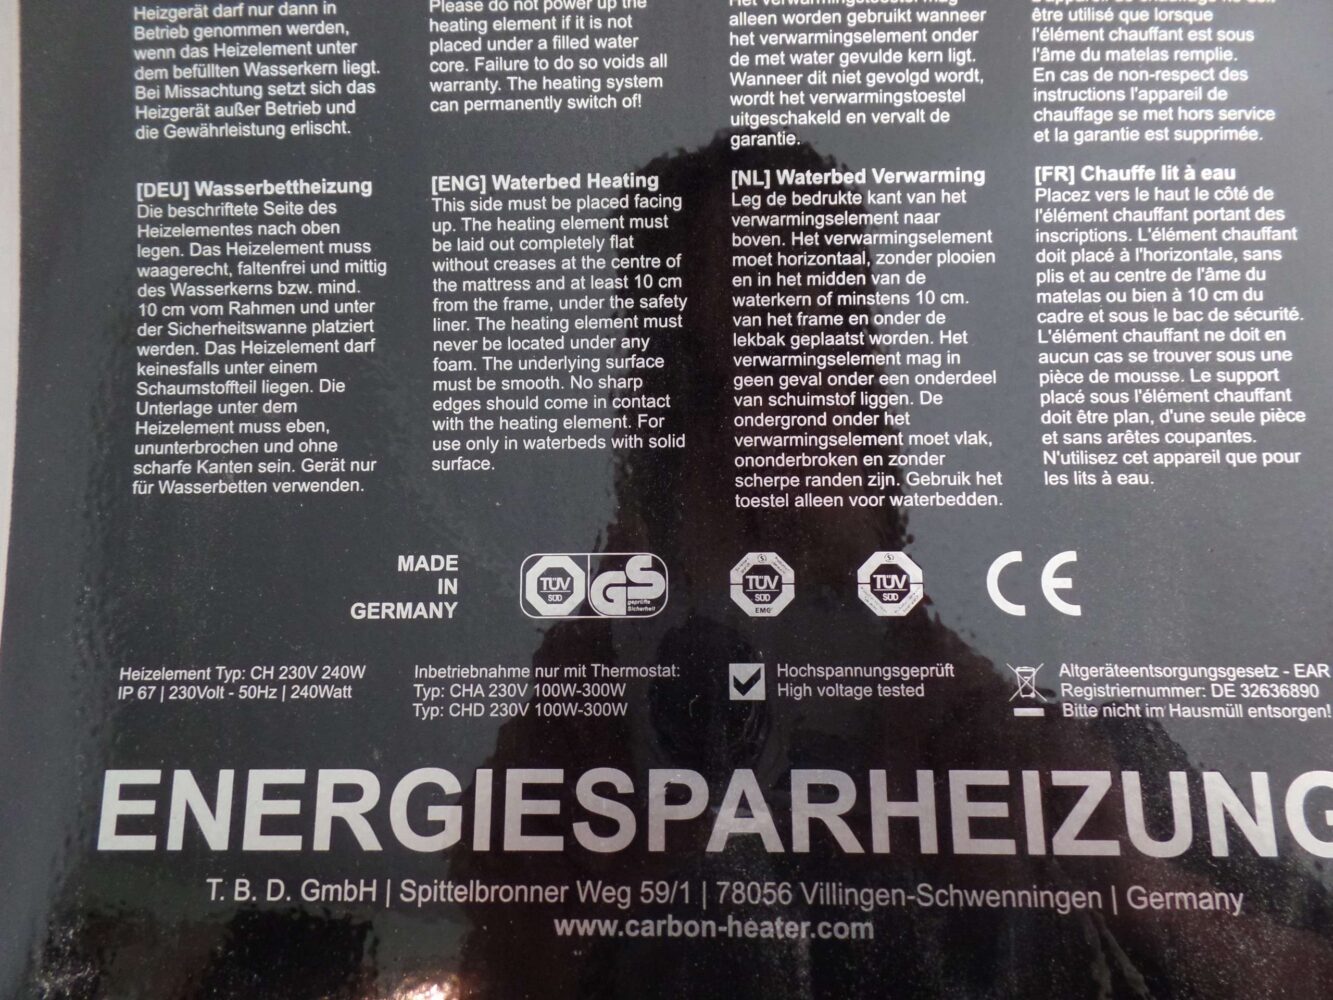 Heizgerät darf nur dann in
Betrieb genommen werden,
wenn das Heizelement unter
dem befüllten Wasserkern liegt.
Bei Missachtung setzt sich das
Heizgerät außer Betrieb und
die Gewährleistung erlischt.
Please do not power up the
heating element if it is not
placed under a filled water
core. Failure to do so voids all
warranty. The heating system
can permanently switch of!
alleen worden gebruikt wanneer
het verwarmingselement onder
de met water gevulde kern ligt.
Wanneer dit niet gevolgd wordt,
wordt het verwarmingstoestel
uitgeschakeld en vervalt de
garantie.
être utilisé que lorsque
l'élément chauffant est sous
l'âme du matelas remplie.
En cas de non-respect des
instructions l'appareil de
chauffage se met hors service
et la garantie est supprimée.
[DEU] Wasserbettheizung
Die beschriftete Seite des
Heizelementes nach oben
legen. Das Heizelement muss
waagerecht, faltenfrei und mittig
des Wasserkerns bzw. mind.
10 cm vom Rahmen und unter
der Sicherheitswanne platziert
werden. Das Heizelement darf
keinesfalls unter einem
Schaumstoffteil liegen. Die
Unterlage unter dem
Heizelement muss eben,
ununterbrochen und ohne
scharfe Kanten sein. Gerät nur
für Wasserbetten verwenden.
[ENG] Waterbed Heating
This side must be placed facing
up. The heating element must
be laid out completely flat
without creases at the centre of
the mattress and at least 10 cm
from the frame, under the safety
liner. The heating element must
never be located under any
foam. The underlying surface
must be smooth. No sharp
edges should come in contact
with the heating element. For
use only in waterbeds with solid
surface.
[NL] Waterbed Verwarming
Leg de bedrukte kant van het
verwarmingselement naar
boven. Het verwarmingselement
moet horizontaal, zonder plooien
en in het midden van de
waterkern of minstens 10 cm.
van het frame en onder de
lekbak geplaatst worden. Het
verwarmingselement mag in
geen geval onder een onderdeel
van schuimstof liggen. De
ondergrond onder het
verwarmingselement moet vlak,
ononderbroken en zonder
scherpe randen zijn. Gebruik het
toestel alleen voor waterbedden.
[FR] Chauffe lit à eau
Placez vers le haut le côté de
l'élément chauffant portant des
inscriptions. L'élément chauffant
doit placé à l'horizontale, sans
plis et au centre de l'âme du
matelas ou bien à 10 cm du
cadre et sous le bac de sécurité.
L'élément chauffant ne doit en
aucun cas se trouver sous une
pièce de mousse. Le support
placé sous l'élément chauffant
doit être plan, d'une seule pièce
et sans arêtes coupantes.
N'utilisez cet appareil que pour
les lits à eau.
MADE
IN
GERMANY
TÜV
SÜD
GS
geprüfte
Sicherheit
TÜV
SÜD
EMC
TÜV
SÜD
CE
Heizelement Typ: CH 230V 240W
IP 67 | 230Volt - 50Hz | 240Watt
Inbetriebnahme nur mit Thermostat:
Typ: CHA 230V 100W-300W
Typ: CHD 230V 100W-300W
Hochspannungsgeprüft
High voltage tested
Altgeräteentsorgungsgesetz - EAR
Registriernummer: DE 32636890
Bitte nicht im Hausmüll entsorgen!
ENERGIESPARHEIZUNG
T. B. D. GmbH | Spittelbronner Weg 59/1 | 78056 Villingen-Schwenningen | Germany
www.carbon-heater.com